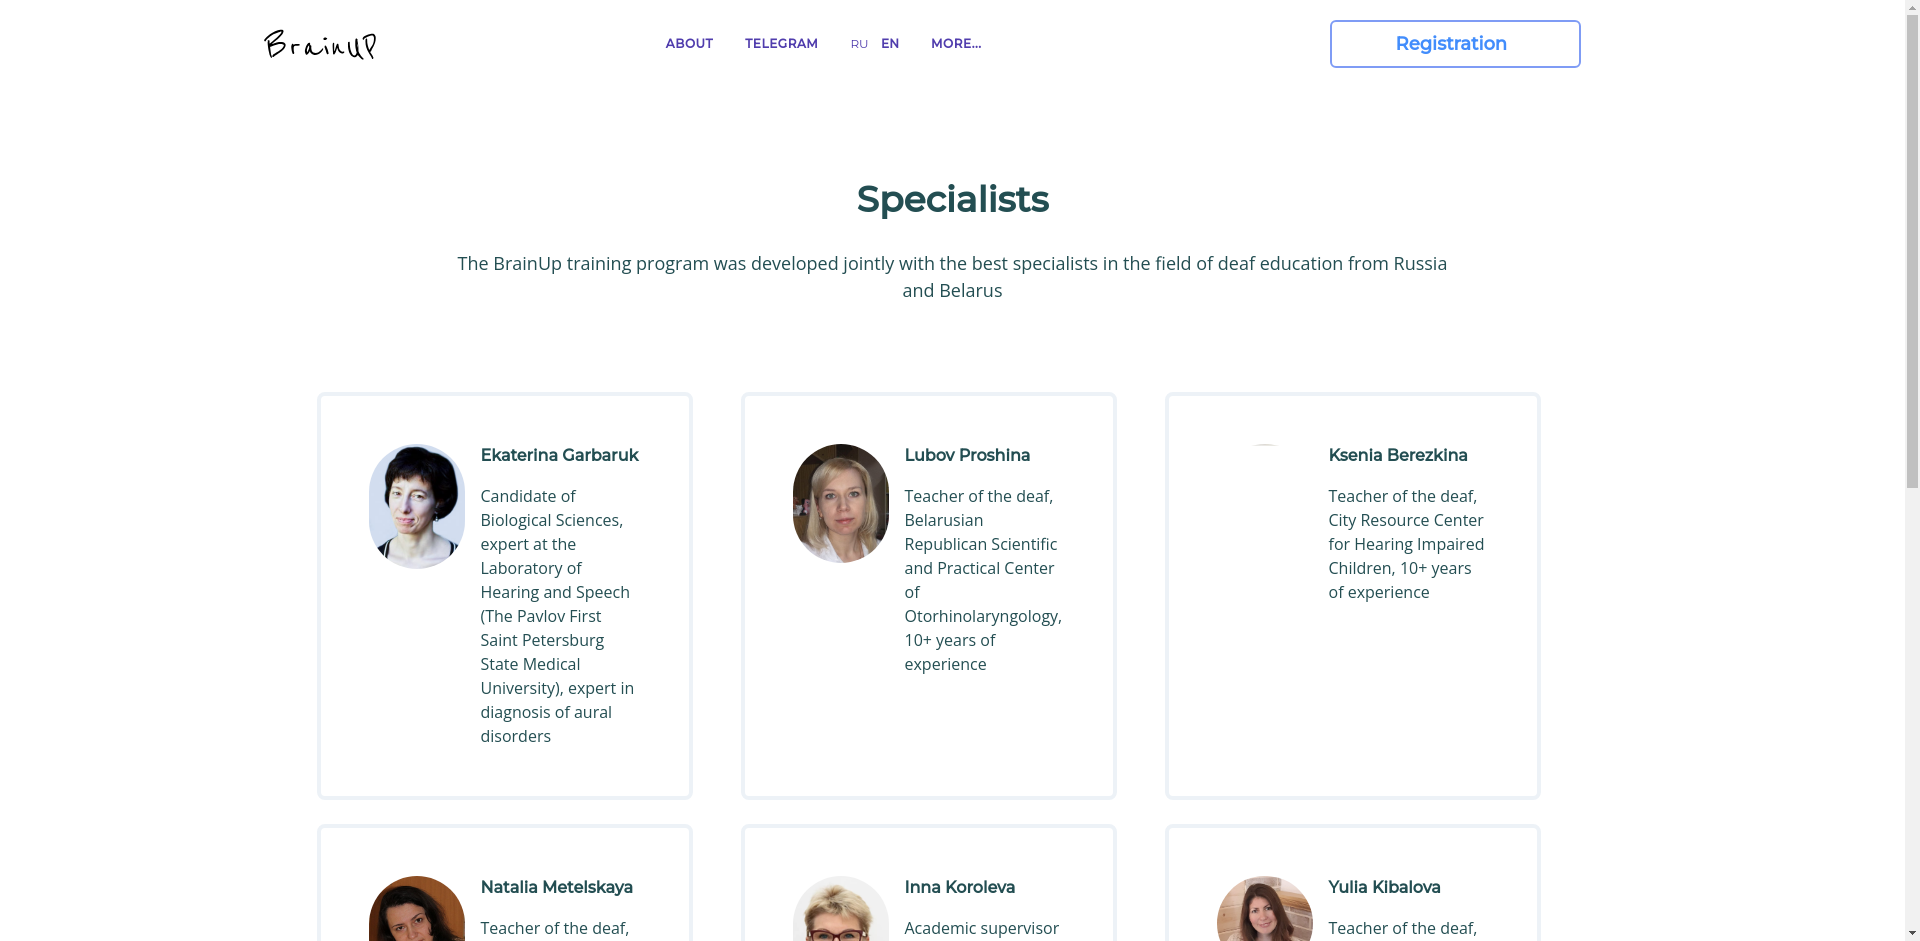 BrainUP
ABOUT
TELEGRAM
RU
EN
MORE...
Registration
Specialists
The BrainUp training program was developed jointly with the best specialists in the field of deaf education from Russia
and Belarus
Ekaterina Garbaruk
Candidate of
Biological Sciences,
expert at the
Laboratory of
Hearing and Speech
(The Pavlov First
Saint Petersburg
State Medical
University), expert in
diagnosis of aural
disorders
Lubov Proshina
Teacher of the deaf,
Belarusian
Republican Scientific
and Practical Center
of
Otorhinolaryngology,
10+ years of
experience
Ksenia Berezkina
Teacher of the deaf,
City Resource Center
for Hearing Impaired
Children, 10+ years
of experience
Natalia Metelskaya
Teacher of the deaf,
Inna Koroleva
Academic supervisor
Yulia Kibalova
Teacher of the deaf,